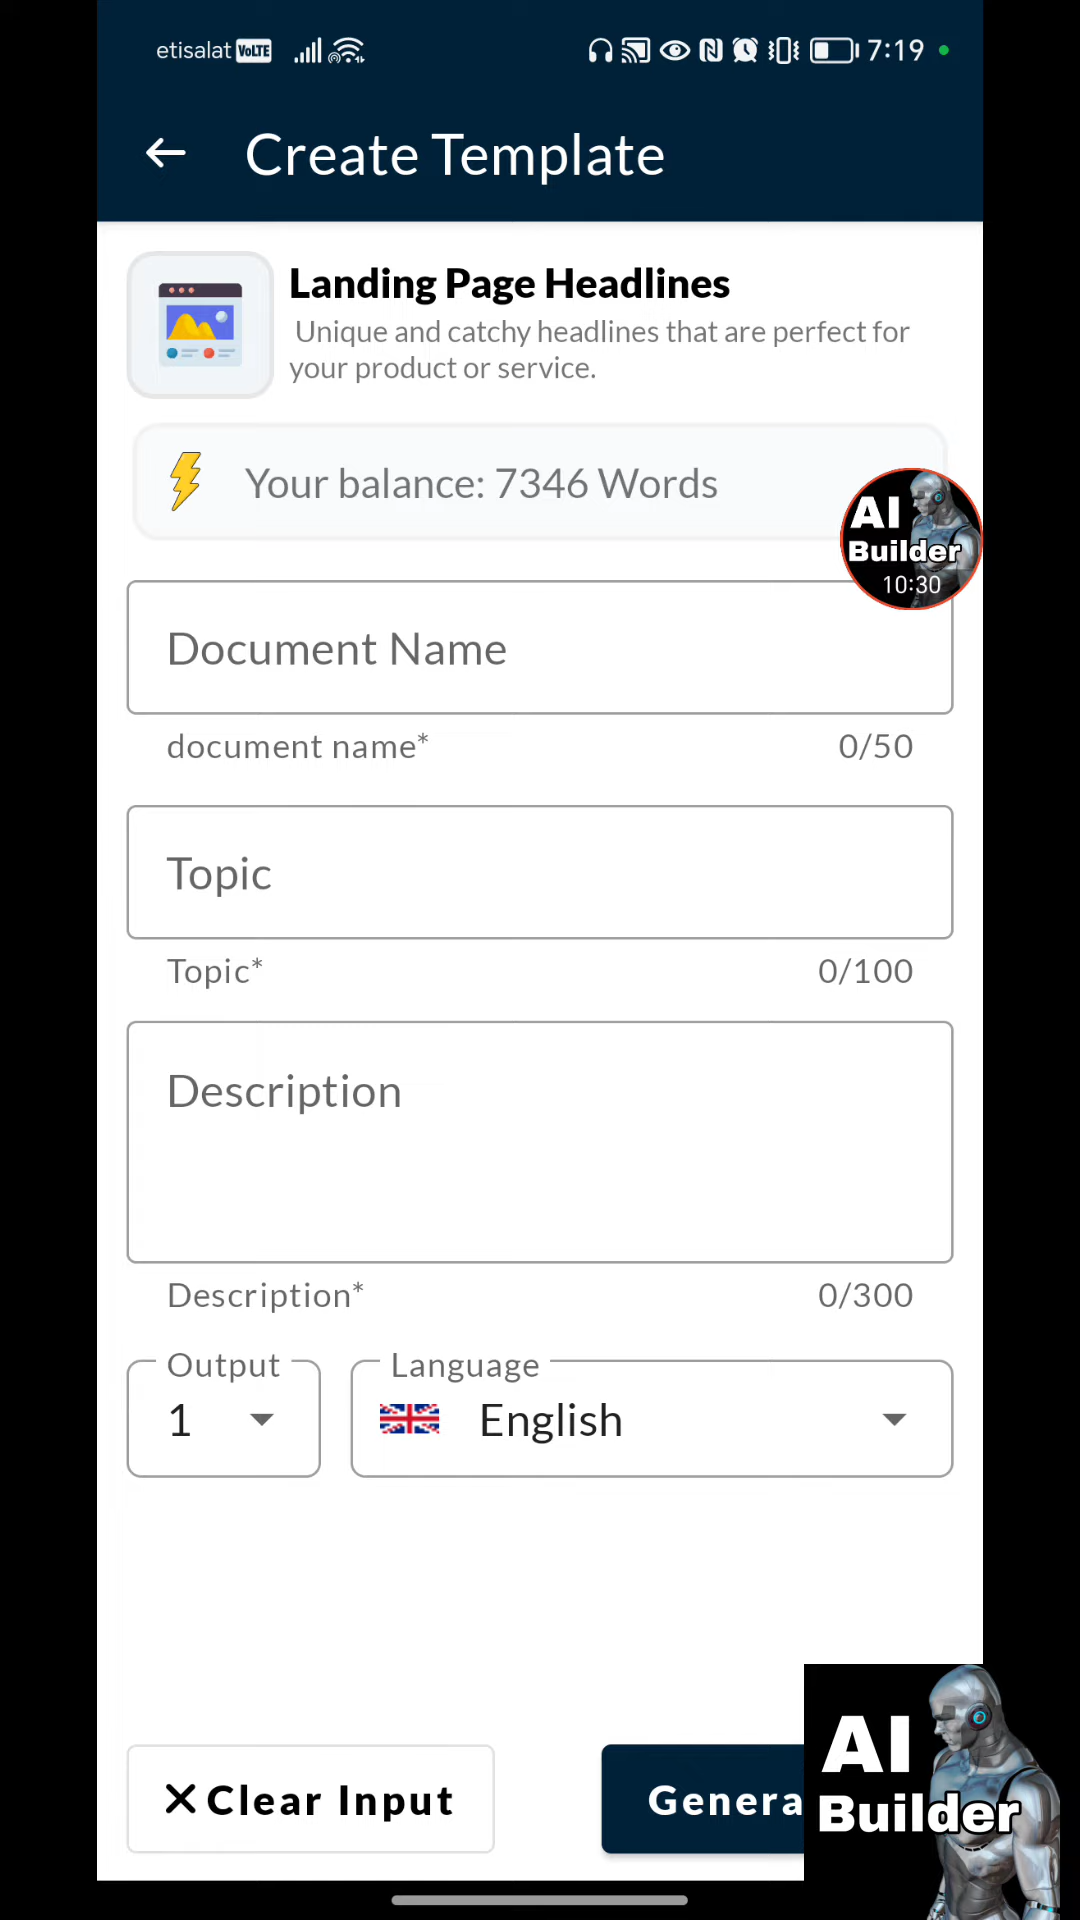 etisalat VoLTE 7:19
Create Template
Landing Page Headlines
Unique and catchy headlines that are perfect for
your product or service.
Your balance: 7346 Words
AI
Builder
10:30
Document Name
document name* 0/50
Topic
Topic* 0/100
Description
Description* 0/300
Output Language
1 English
Clear Input Genera
AI
Builder